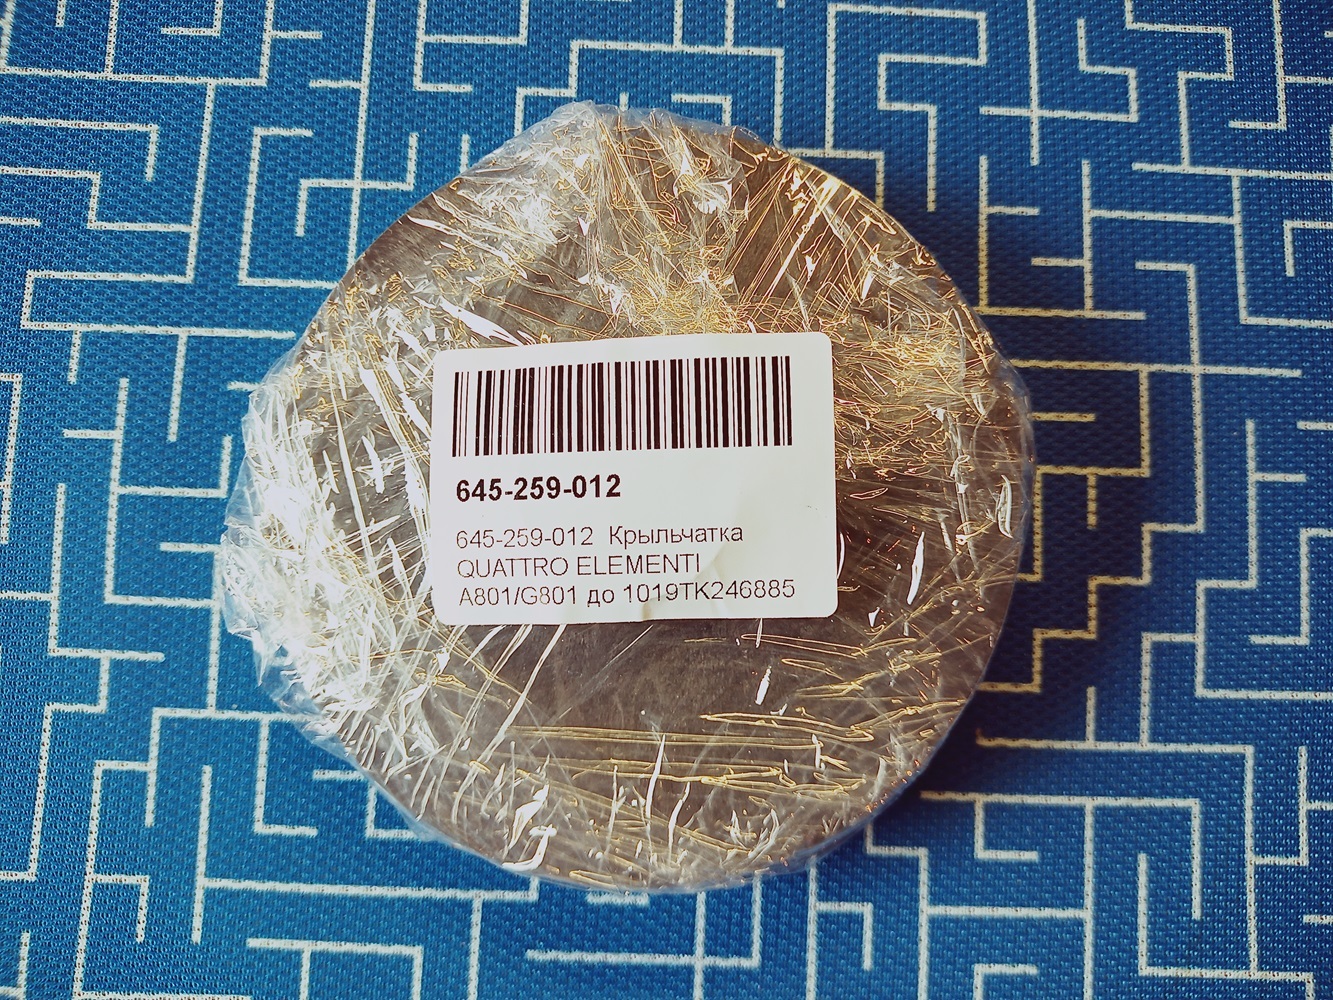 645-259-012
645-259-012 Крыльчатка
QUATTRO ELEMENTI
A801/G801 до 1019TK246885